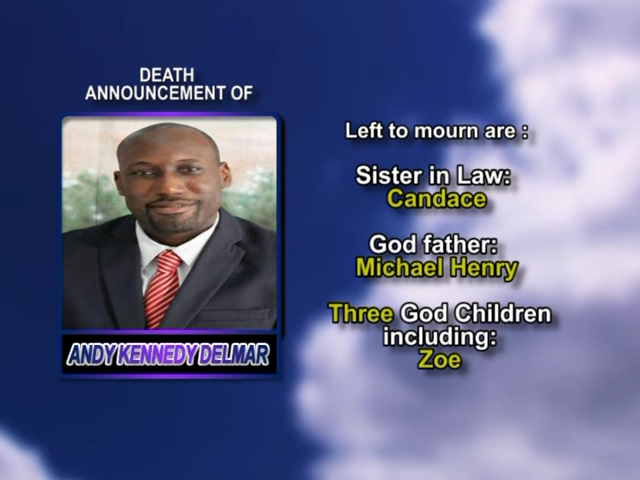 DEATH
ANNOUNCEMENT OF
ANDY KENNEDY DELMAR
Left to mourn are :
Sister in Law:
Candace
God father:
Michael Henry
Three God Children
including:
Zoe